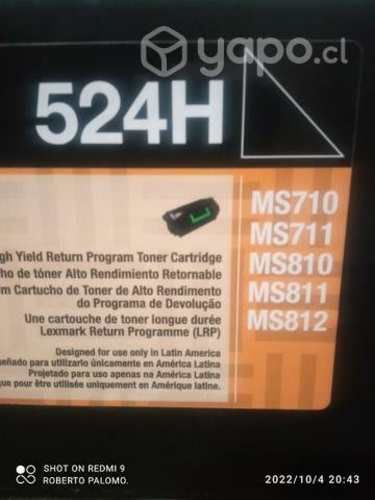 yapo.cl
524H
MS710
MS711
MS810
MS811
MS812
gh Yield Return Program Toner Cartridge
ho de tóner Alto Rendimiento Retornable
m Cartucho de Toner de Alto Rendimento
do Programa de Devolução
Une cartouche de toner longue durée
Lexmark Return Programme (LRP)
Designed for use only in Latin America
señado para utilizarlo únicamente en América Latina
Projetado para uso apenas na América Latina
que pour être utilisée uniquement en Amérique latine.
SHOT ON REDMI 9
ROBERTO PALOMO.
2022/10/4 20:43